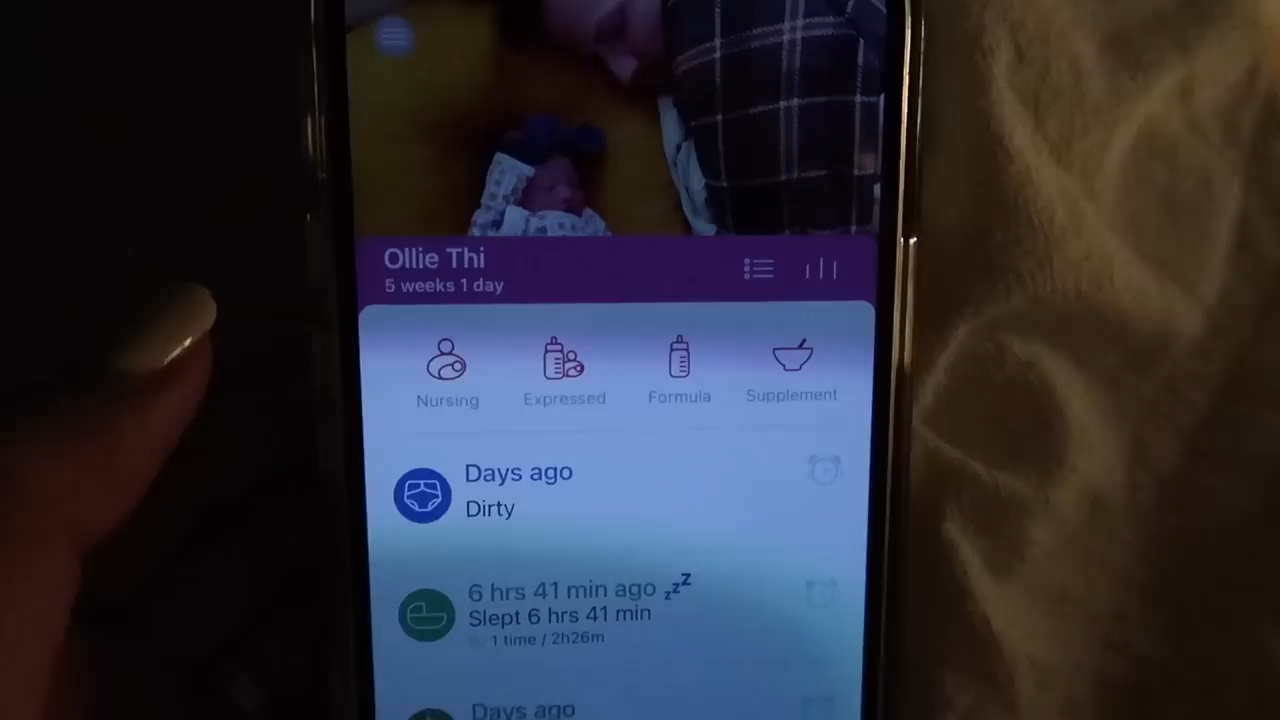 Ollie Thi
5 weeks 1 day
Nursing
Expressed
Formula
Supplement
Days ago
Dirty
6 hrs 41 min ago zzZ
Slept 6 hrs 41 min
1 time / 2h26m
Days ago